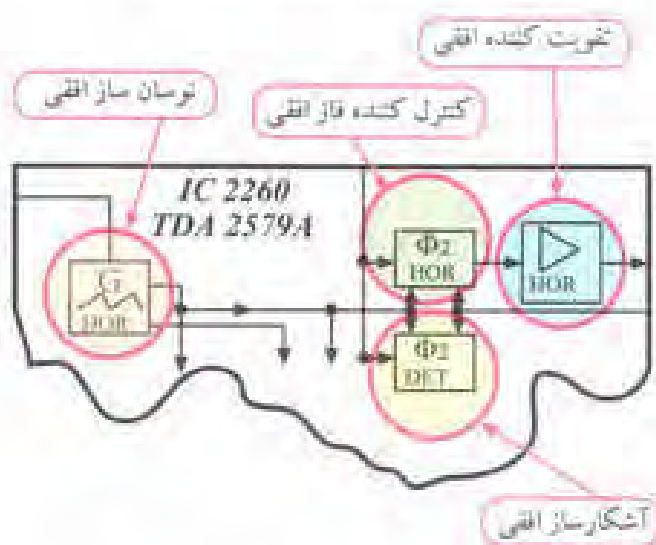 تقویت کننده افقی
نوسان ساز افقی
کنترل کننده فاز افقی
IC 2260
TDA 2579A
Φ2
HOR
HOR
HOR
Φ2
DET
آشکارساز افقی